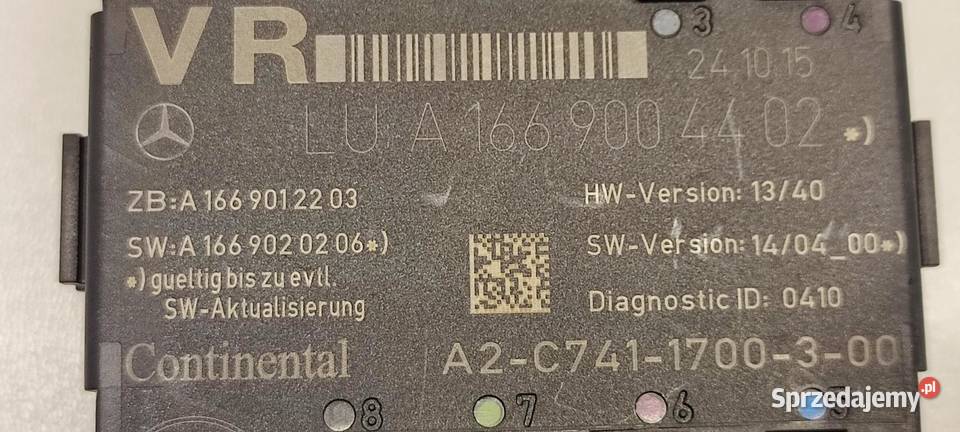 VR
3
4
24.10.15
LU A 166 900 44 02 *)
ZB:A 166 901 22 03
HW-Version: 13/40
SW:A 166 902 02 06*)
SW-Version: 14/04_00*)
*) gueltig bis zu evtl.
SW-Aktualisierung
Diagnostic ID: 0410
Continental
A2-C741-1700-3-00
8
7
6
5
Sprzedajemy.pl